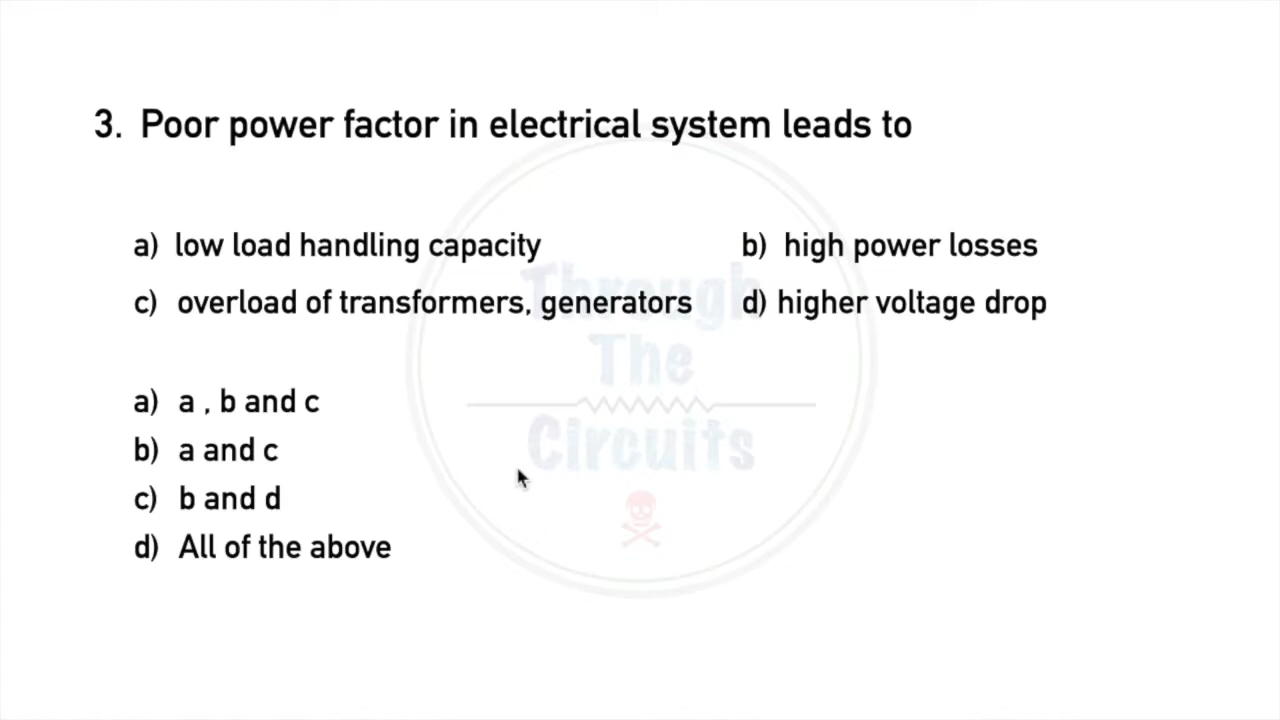 3. Poor power factor in electrical system leads to
a) low load handling capacity b) high power losses
c) overload of transformers, generators d) higher voltage drop
a) a , b and c
b) a and c
c) b and d
d) All of the above
Through
The
Circuits